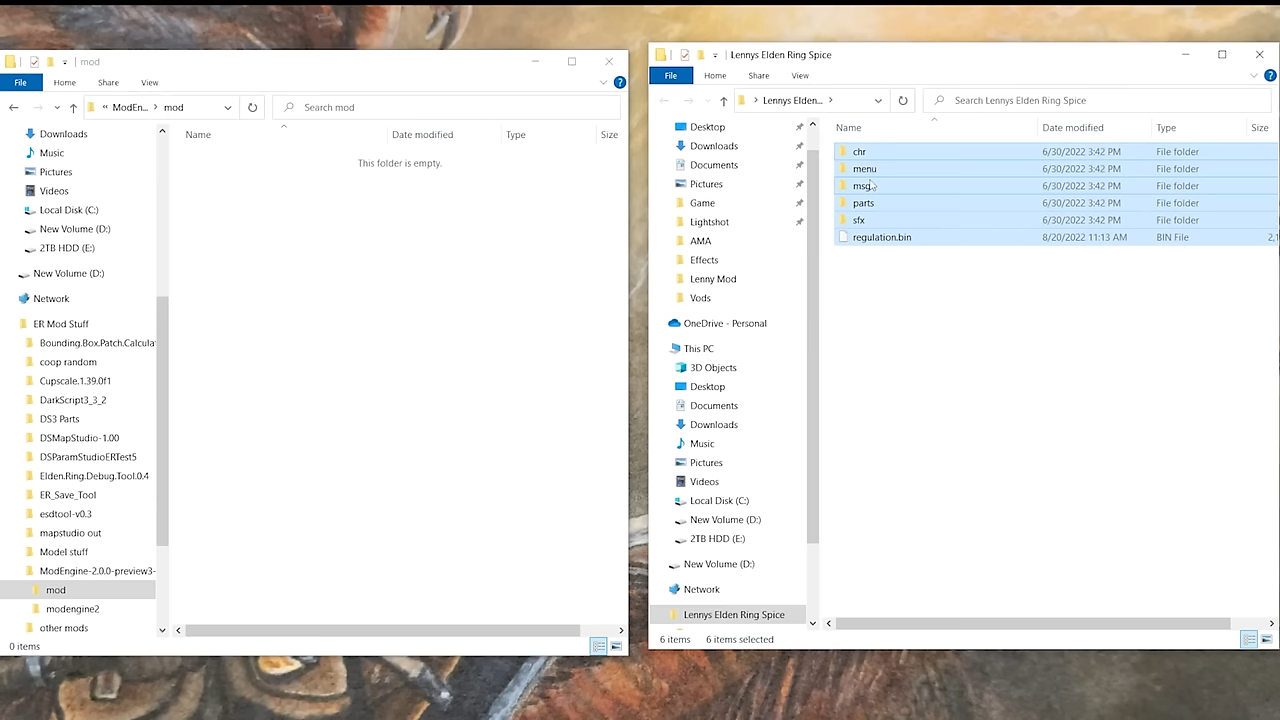 mod
File Home Share View
« ModEn... > mod
Search mod
Downloads
Music
Pictures
Videos
Local Disk (C:)
New Volume (D:)
2TB HDD (E:)
New Volume (D:)
Network
ER Mod Stuff
Bounding.Box.Patch.Calcula
coop random
Cupscale.1.39.0f1
DarkScript3_3_2
DS3 Parts
DSMapStudio-1.00
DSParamStudioERTest5
Elden.Ring.Debug.Tool.0.4
ER_Save_Tool
esdtool-v0.3
mapstudio out
Model stuff
ModEngine-2.0.0-preview3-
mod
modengine2
other mods
Name Date modified Type Size
This folder is empty.
0 items
Lennys Elden Ring Spice
File Home Share View
Lennys Elden... >
Search Lennys Elden Ring Spice
Desktop
Downloads
Documents
Pictures
Game
Lightshot
AMA
Effects
Lenny Mod
Vods
OneDrive - Personal
This PC
3D Objects
Desktop
Documents
Downloads
Music
Pictures
Videos
Local Disk (C:)
New Volume (D:)
2TB HDD (E:)
New Volume (D:)
Network
Lennys Elden Ring Spice
Name Date modified Type Size
chr 6/30/2022 3:42 PM File folder
menu 6/30/2022 3:42 PM File folder
msg 6/30/2022 3:42 PM File folder
parts 6/30/2022 3:42 PM File folder
sfx 6/30/2022 3:42 PM File folder
regulation.bin 8/20/2022 11:13 AM BIN File 2,1
6 items 6 items selected